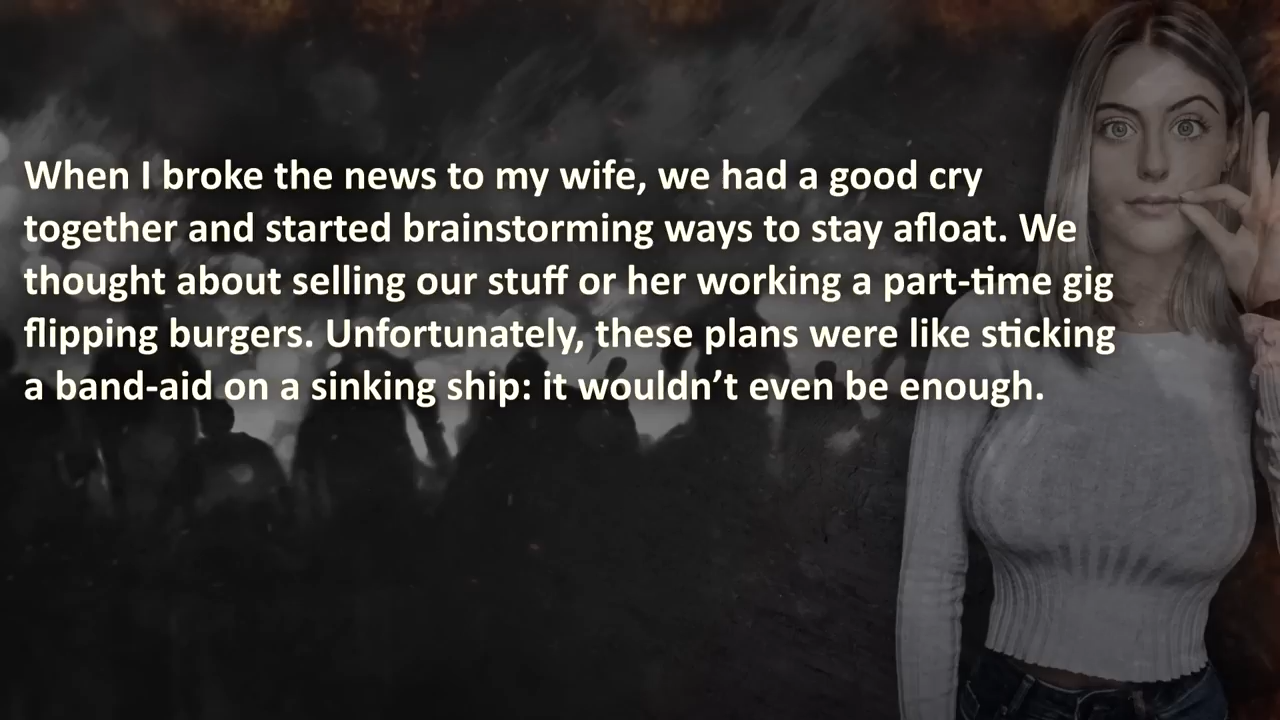 When I broke the news to my wife, we had a good cry
together and started brainstorming ways to stay afloat. We
thought about selling our stuff or her working a part-time gig
flipping burgers. Unfortunately, these plans were like sticking
a band-aid on a sinking ship: it wouldn’t even be enough.